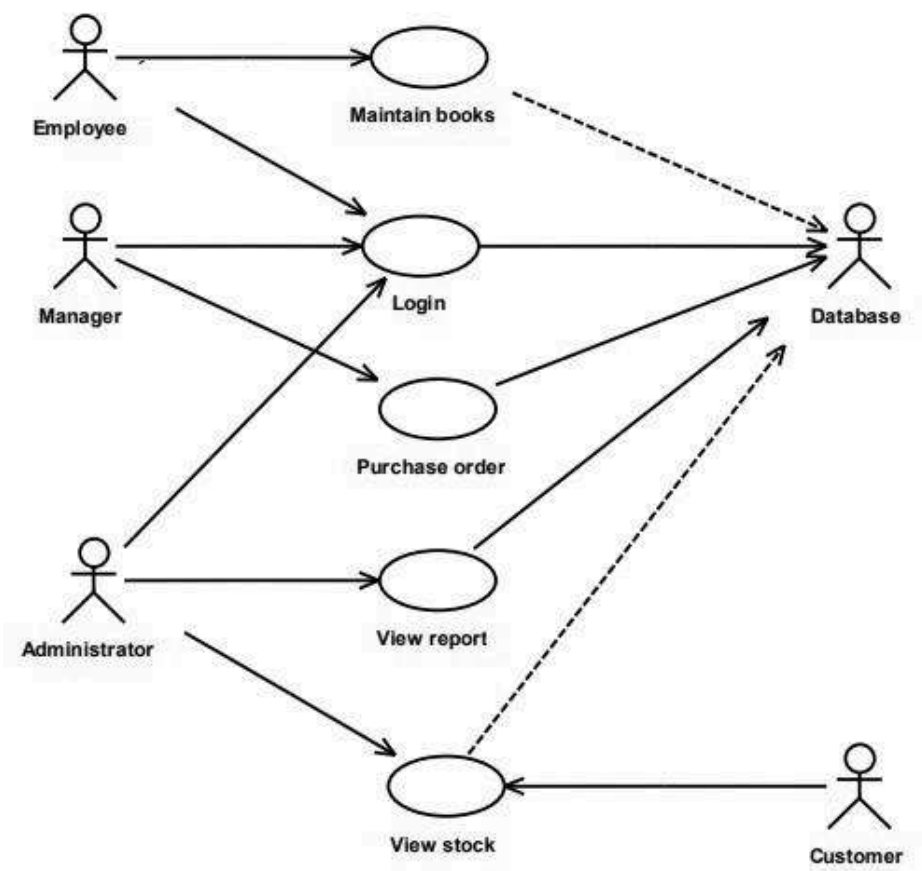 Maintain books
Employee
Login
Manager
Database
Purchase order
View report
Administrator
View stock
Customer